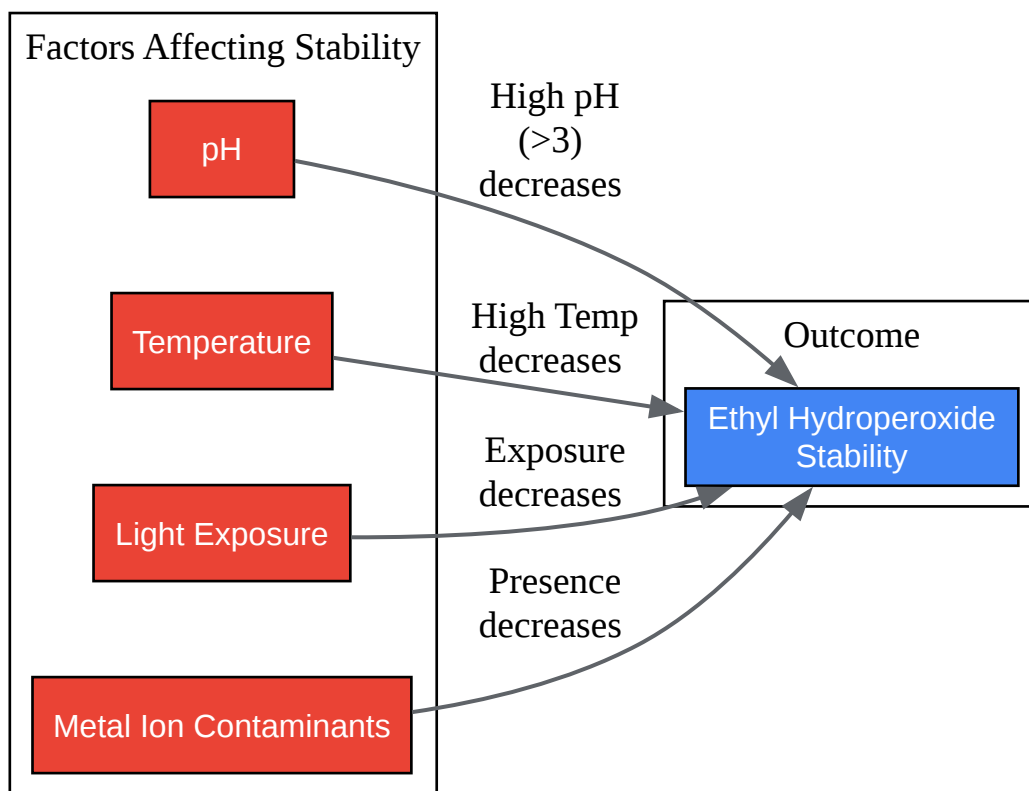 Factors Affecting Stability
pH
Temperature
Light Exposure
Metal Ion Contaminants
High pH
(>3)
decreases
High Temp
decreases
Exposure
decreases
Presence
decreases
Outcome
Ethyl Hydroperoxide
Stability